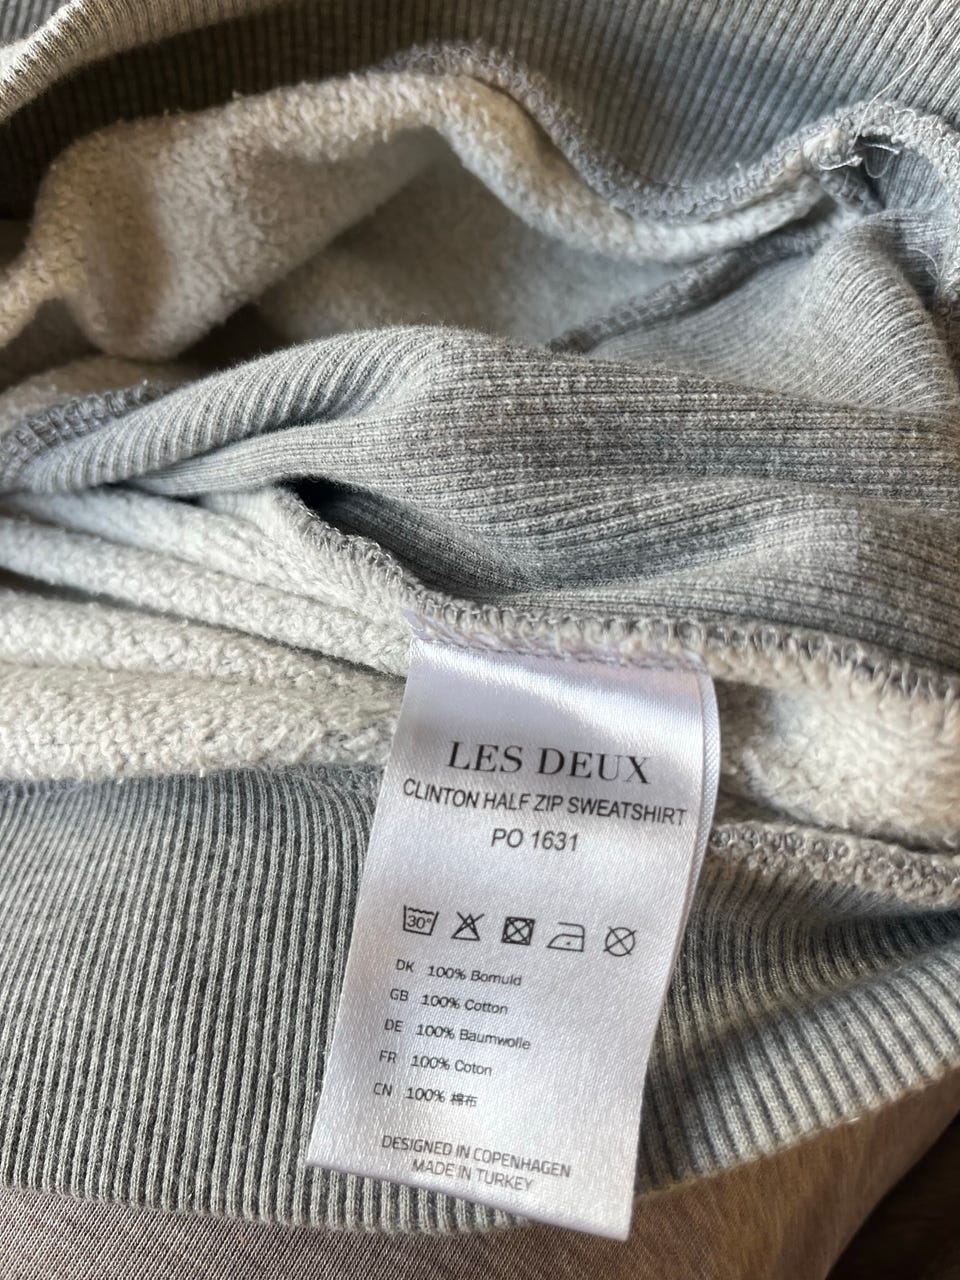 LES DEUX
CLINTON HALF ZIP SWEATSHIRT
PO 1631
30°
DK 100% Bomuld
GB 100% Cotton
DE 100% Baumwolle
FR 100% Coton
CN 100% 棉布
DESIGNED IN COPENHAGEN
MADE IN TURKEY